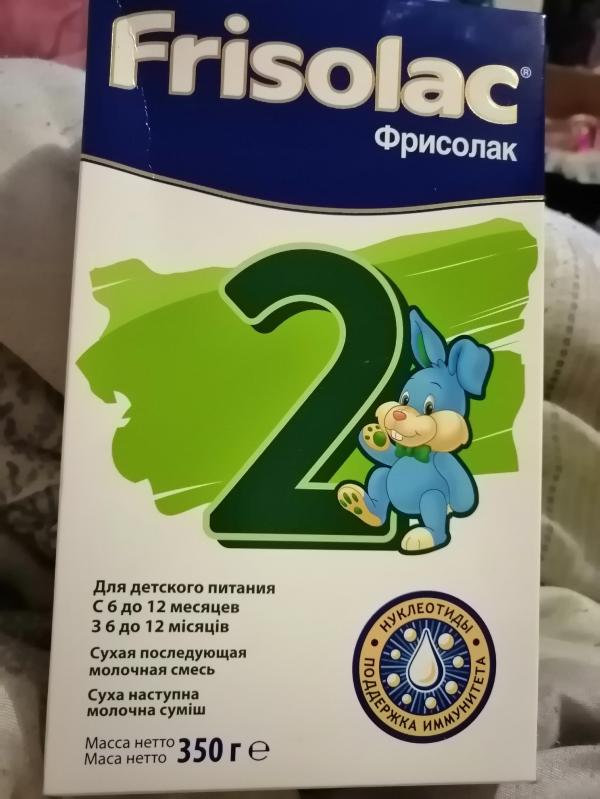 Frisolac®
Фрисолак
2
Для детского питания
С 6 до 12 месяцев
З 6 до 12 місяців
Сухая последующая
молочная смесь
Суха наступна
молочна суміш
Масса нетто
Маса нетто
350 г ℮
НУКЛЕОТИДЫ
ПОДДЕРЖКА ИММУНИТЕТА